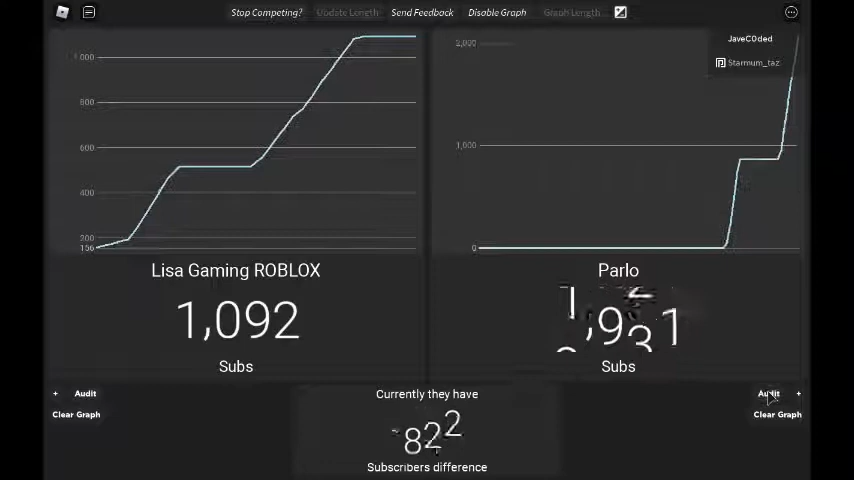 Stop Competing? Update Length Send Feedback Disable Graph Graph Length
JaveC0ded
Starmum_taz
1,000
800
600
400
200
156
2,000
1,000
0
Lisa Gaming ROBLOX
1,092
Subs
Parlo
Subs
+ Audit
Clear Graph
Currently they have
Subscribers difference
Audit +
Clear Graph